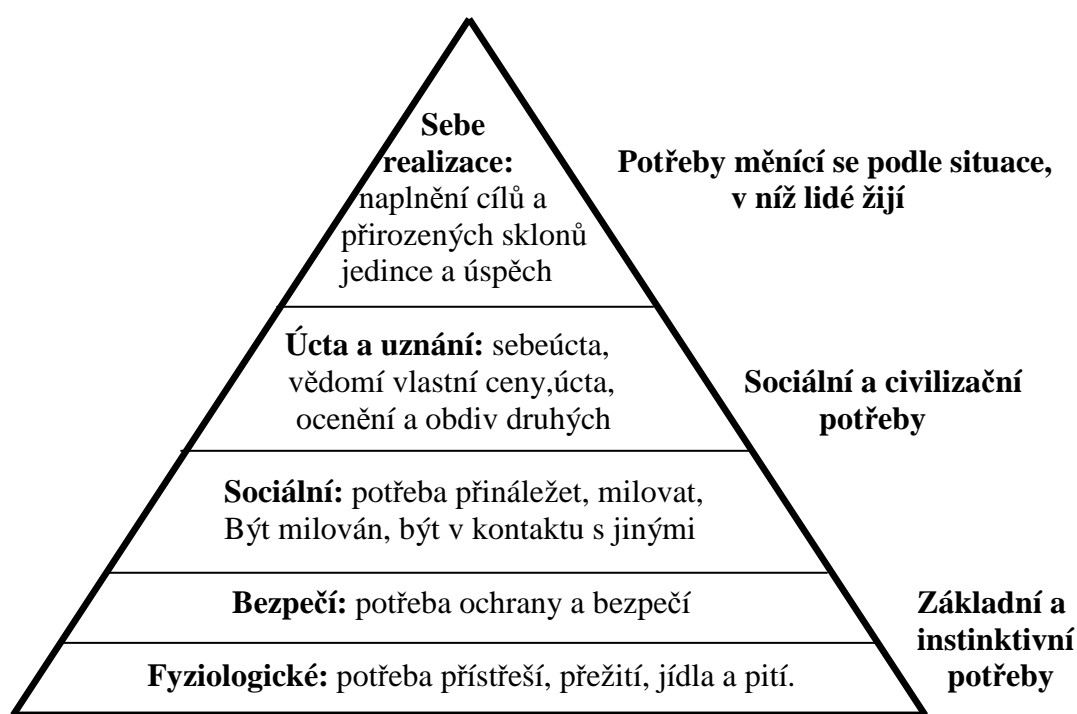 Sebe
realizace:
naplnění cílů a
přirozených sklonů
jedince a úspěch
Potřeby měnící se podle situace,
v níž lidé žijí
Úcta a uznání: sebeúcta,
vědomí vlastní ceny,úcta,
ocenění a obdiv druhých
Sociální a civilizační
potřeby
Sociální: potřeba přináležet, milovat,
Být milován, být v kontaktu s jinými
Bezpečí: potřeba ochrany a bezpečí
Fyziologické: potřeba přístřeší, přežití, jídla a pití.
Základní a
instinktivní
potřeby